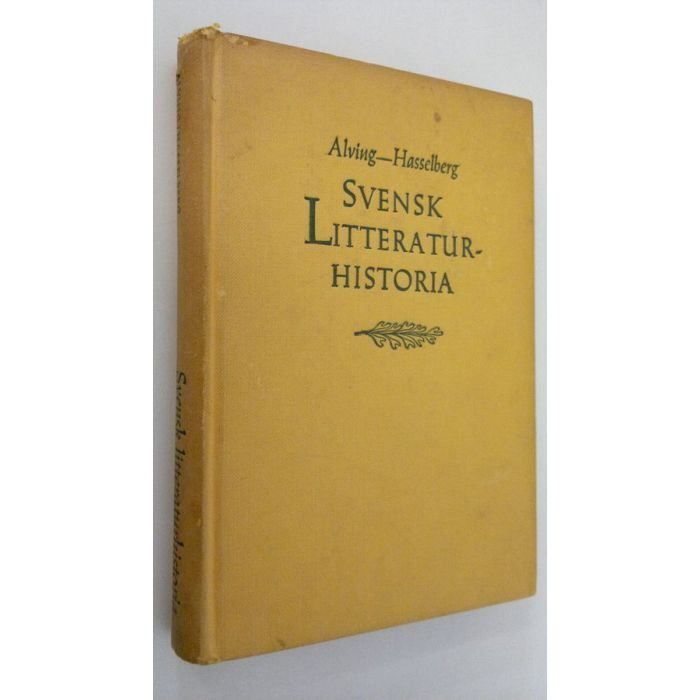 Alving—Hasselberg
SVENSK
LITTERATUR-
HISTORIA
Svensk litteraturhistoria